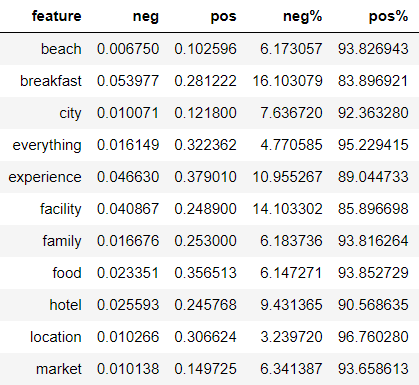 feature neg pos neg% pos%
beach 0.006750 0.102596 6.173057 93.826943
breakfast 0.053977 0.281222 16.103079 83.896921
city 0.010071 0.121800 7.636720 92.363280
everything 0.016149 0.322362 4.770585 95.229415
experience 0.046630 0.379010 10.955267 89.044733
facility 0.040867 0.248900 14.103302 85.896698
family 0.016676 0.253000 6.183736 93.816264
food 0.023351 0.356513 6.147271 93.852729
hotel 0.025593 0.245768 9.431365 90.568635
location 0.010266 0.306624 3.239720 96.760280
market 0.010138 0.149725 6.341387 93.658613